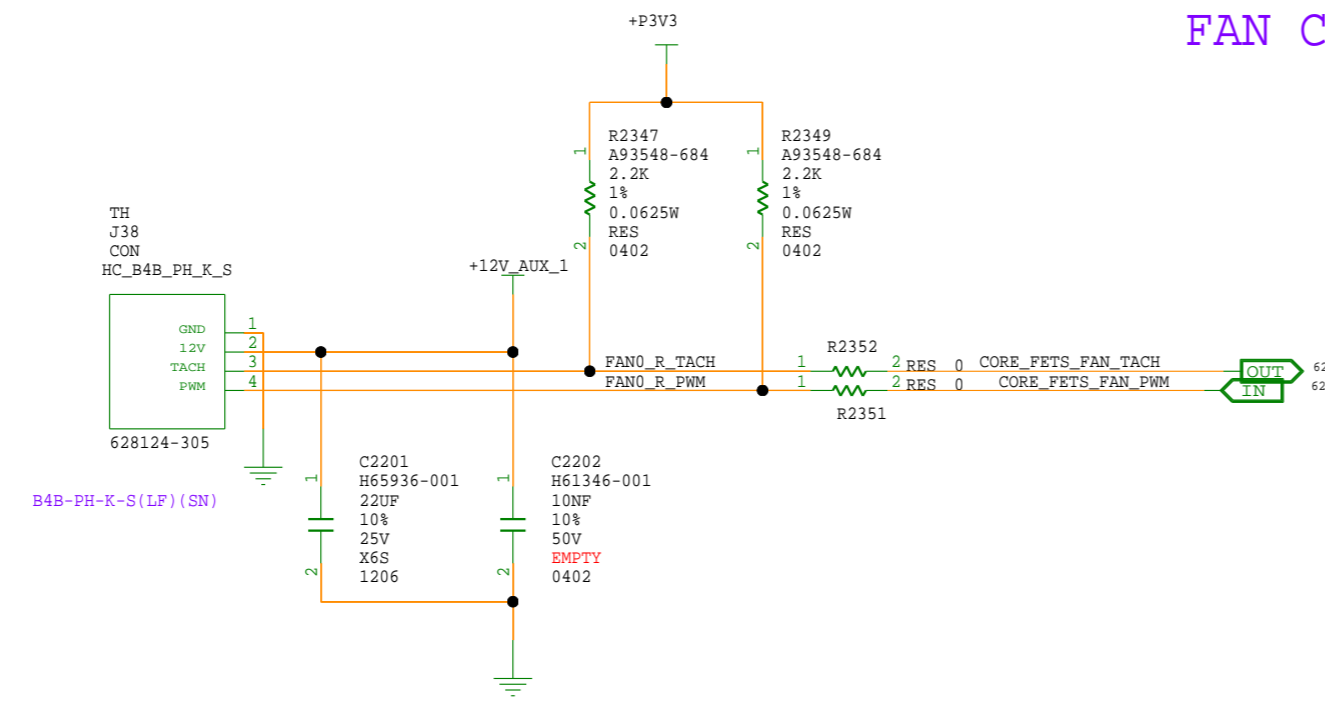 +P3V3
FAN C
R2347
A93548-684
2.2K
1%
0.0625W
RES
0402
1
2
R2349
A93548-684
2.2K
1%
0.0625W
RES
0402
1
2
TH
J38
CON
HC_B4B_PH_K_S
+12V_AUX_1
GND 1
12V 2
TACH 3
PWM 4
628124-305
B4B-PH-K-S(LF)(SN)
R2352
FAN0_R_TACH 1 2 RES 0 CORE_FETS_FAN_TACH OUT 62
FAN0_R_PWM 1 2 RES 0 CORE_FETS_FAN_PWM IN 62
R2351
C2201
H65936-001
22UF
10%
25V
X6S
1206
1
2
C2202
H61346-001
10NF
10%
50V
EMPTY
0402
1
2